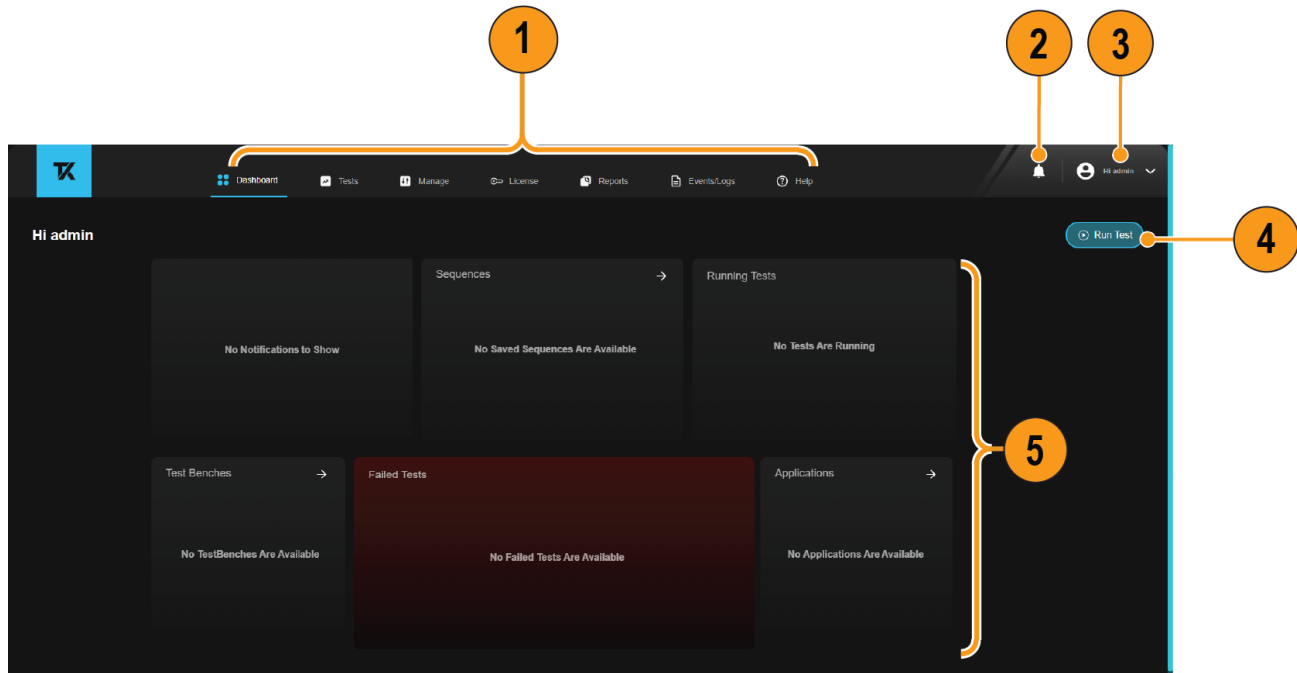 1
2
3
TK
Dashboard
Tests
Manage
License
Reports
Events/Logs
Help
Hi admin
Hi admin
Run Test
4
Sequences
Running Tests
No Notifications to Show
No Saved Sequences Are Available
No Tests Are Running
5
Test Benches
Failed Tests
Applications
No TestBenches Are Available
No Failed Tests Are Available
No Applications Are Available